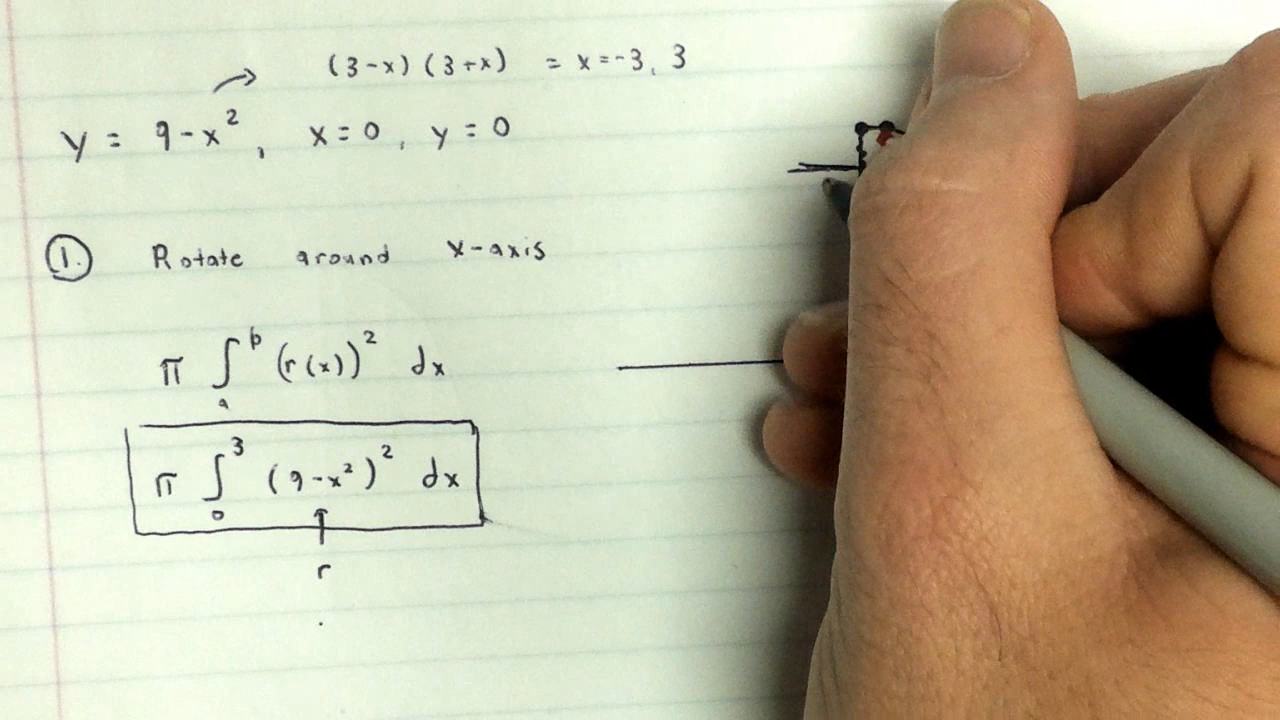 (3-x) (3+x) = x=-3, 3
y = 9-x², x=0, y=0
1. Rotate around x-axis
π ∫ₐᵇ (r(x))² dx
π ∫₀³ (9-x²)² dx
r